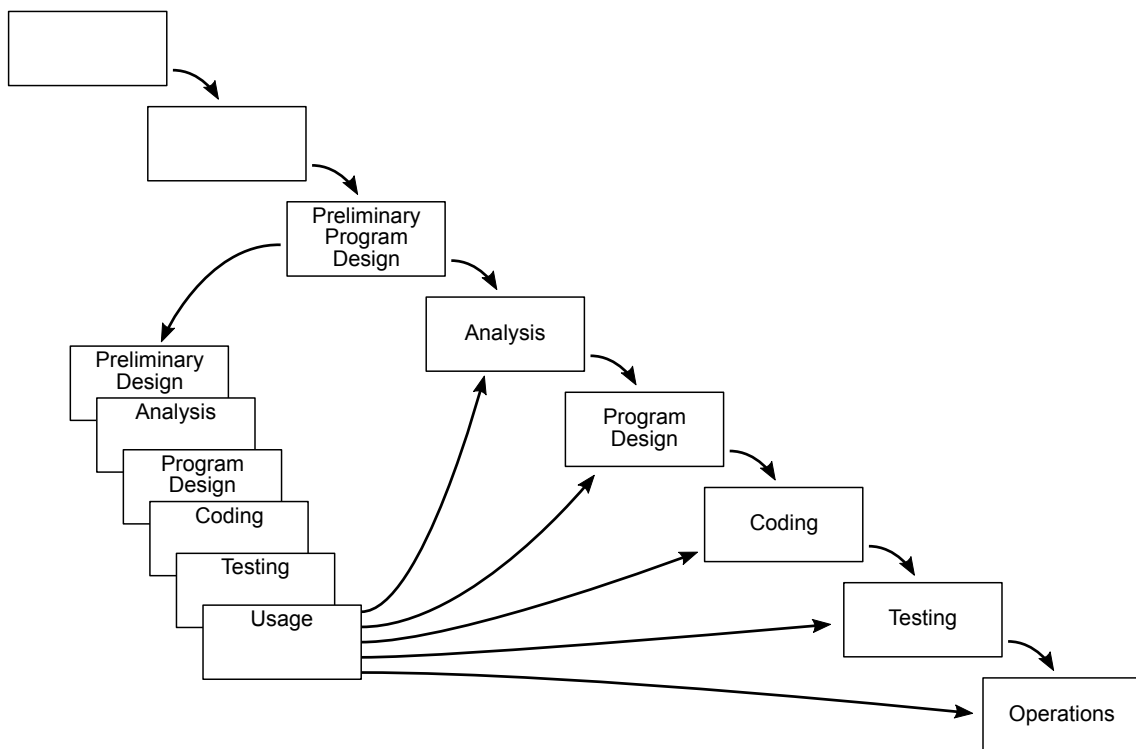 Preliminary
Program
Design
Analysis
Program
Design
Coding
Testing
Operations
Preliminary
Design
Analysis
Program
Design
Coding
Testing
Usage